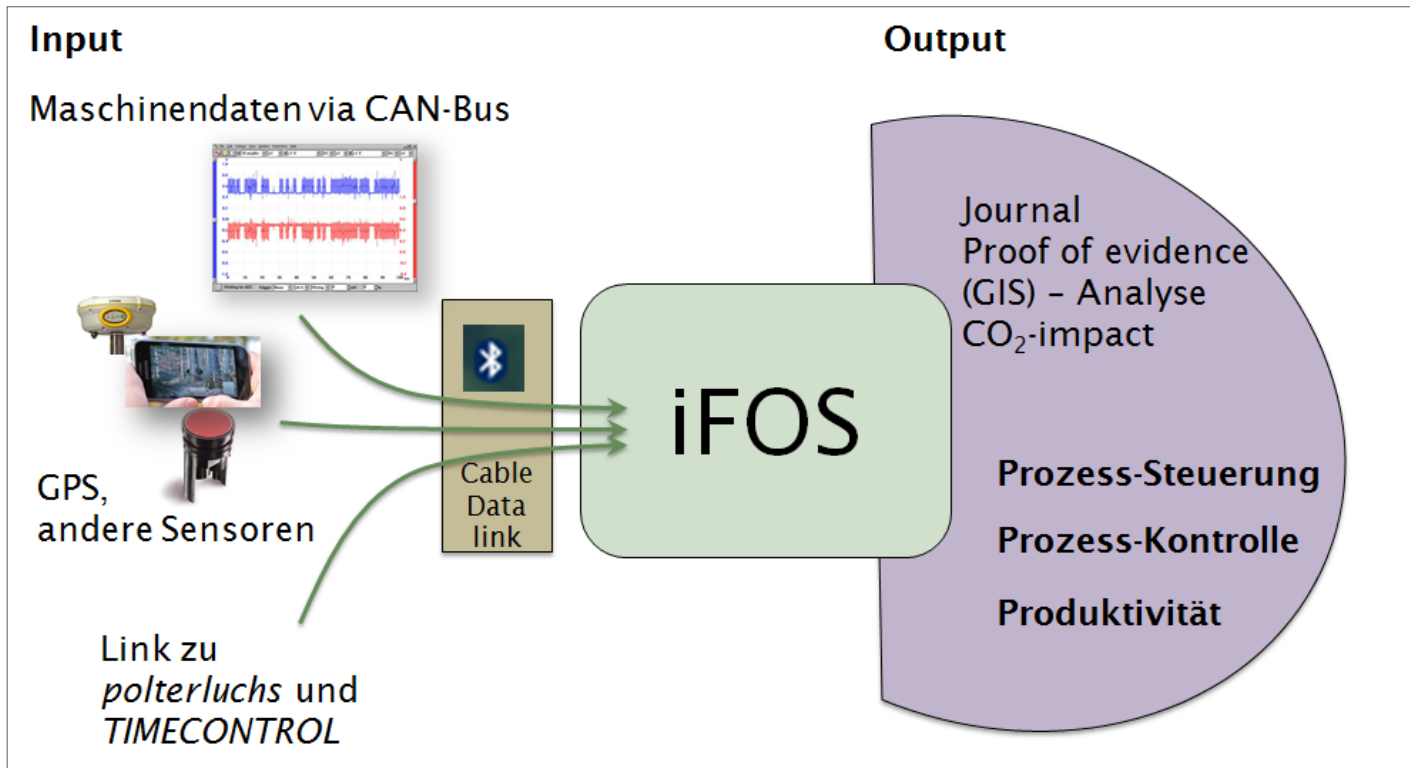 Input
Output
Maschinendaten via CAN-Bus
GPS,
andere Sensoren
Link zu
polterluchs und
TIMECONTROL
Cable
Data
link
iFOS
Journal
Proof of evidence
(GIS) – Analyse
CO₂-impact
Prozess-Steuerung
Prozess-Kontrolle
Produktivität